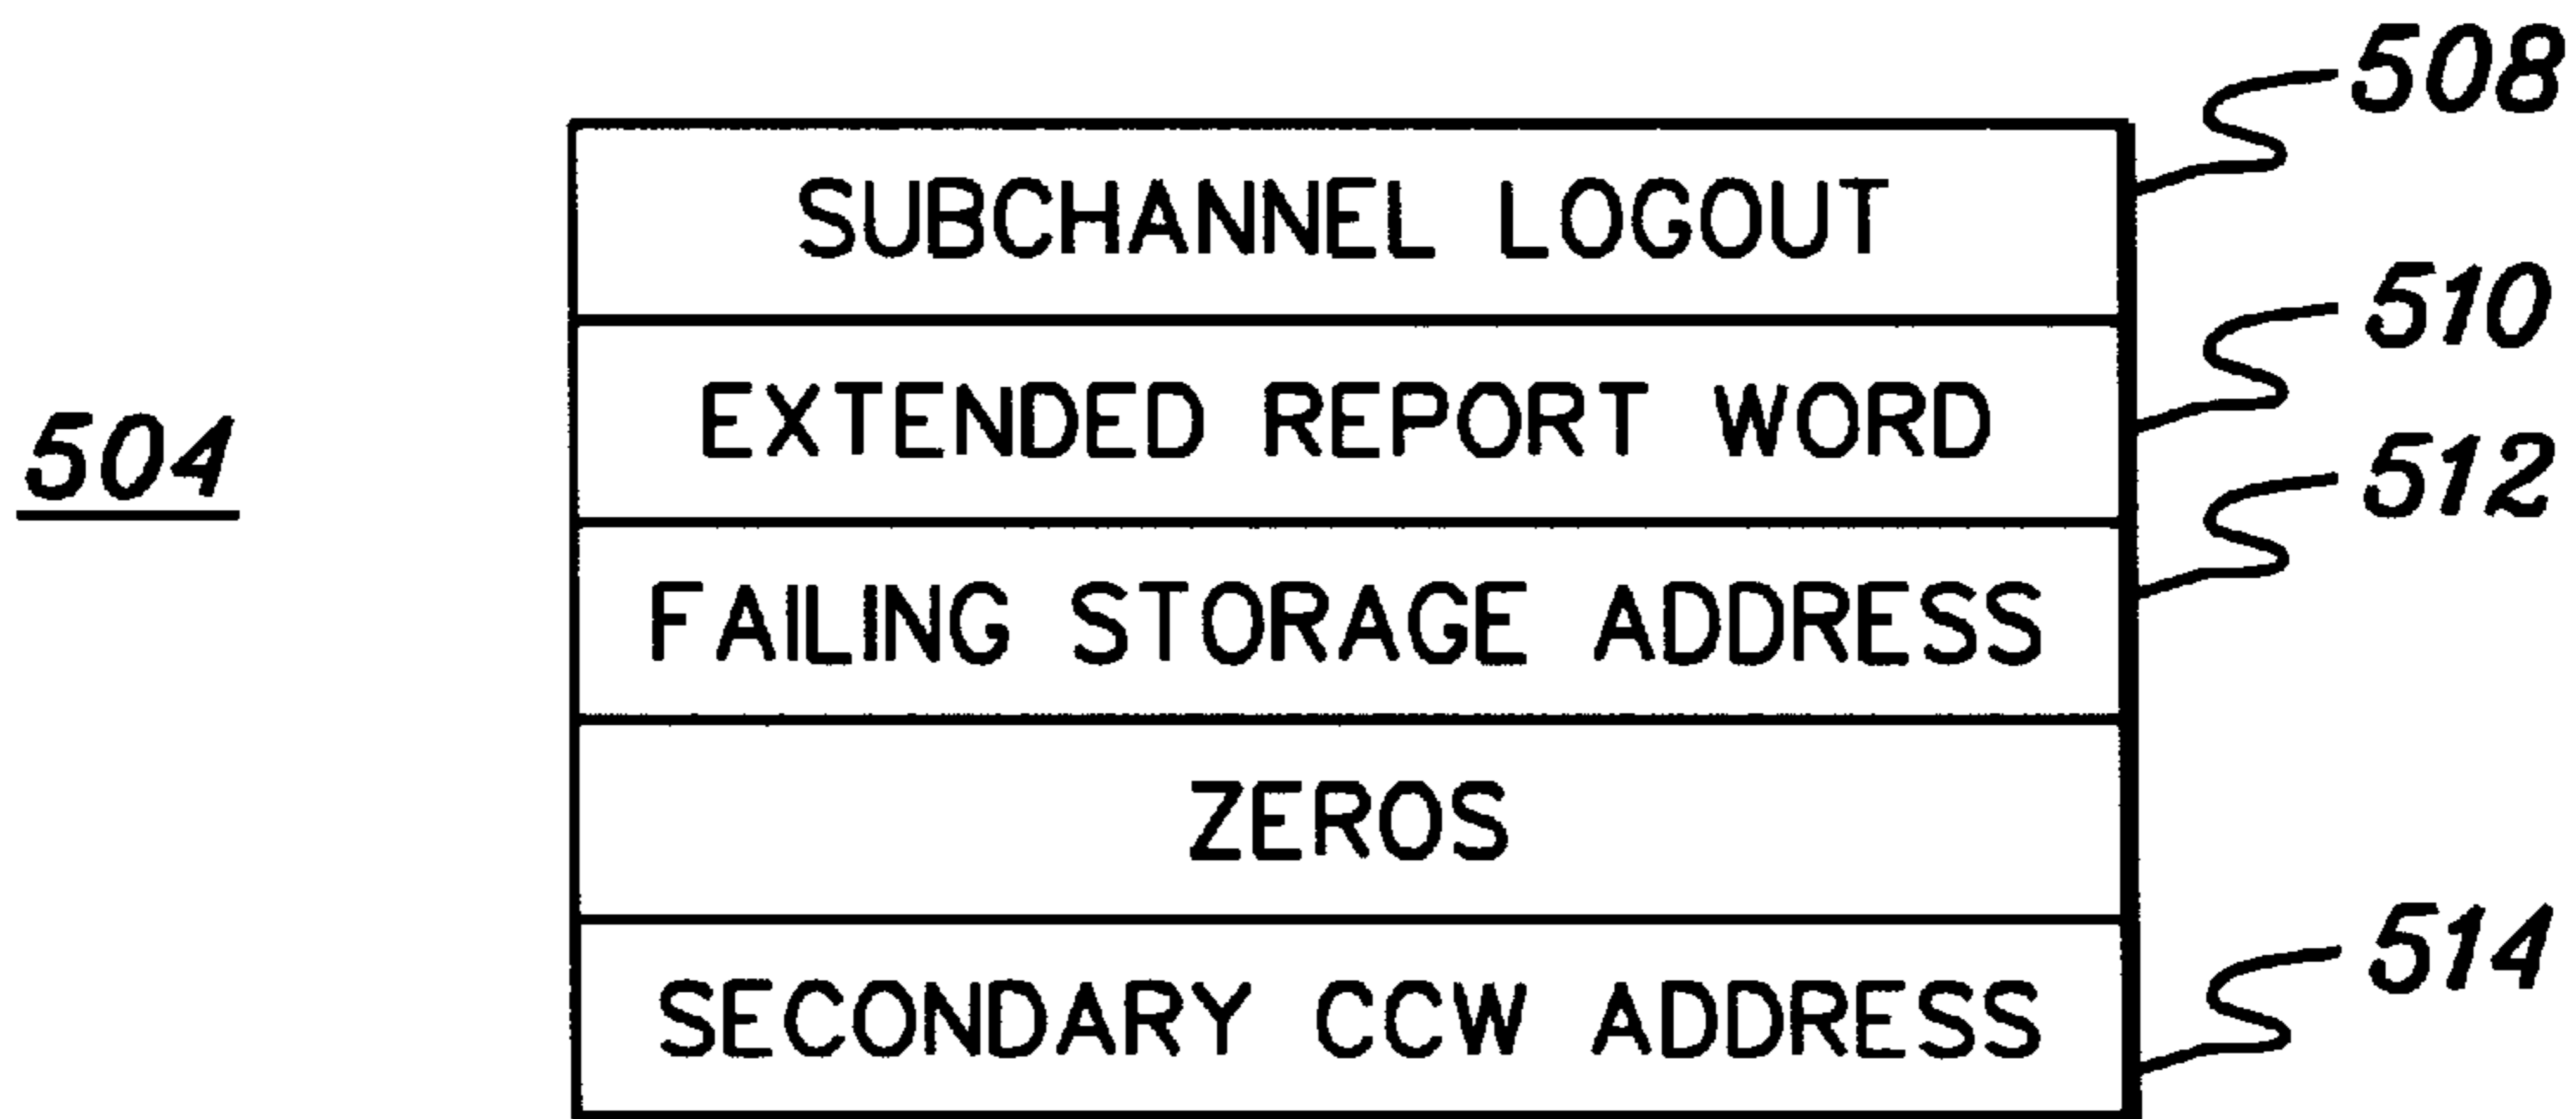 508
SUBCHANNEL LOGOUT
510
EXTENDED REPORT WORD
504
512
FAILING STORAGE ADDRESS
ZEROS
514
SECONDARY CCW ADDRESS